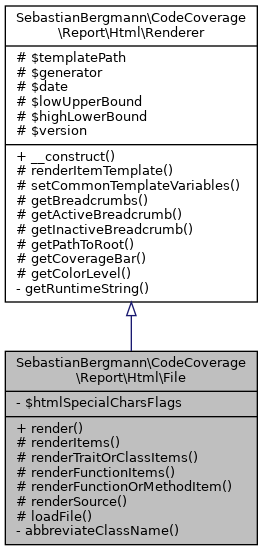 SebastianBergmann\CodeCoverage
\Report\Html\Renderer
# $templatePath
# $generator
# $date
# $lowUpperBound
# $highLowerBound
# $version
+ __construct()
# renderItemTemplate()
# setCommonTemplateVariables()
# getBreadcrumbs()
# getActiveBreadcrumb()
# getInactiveBreadcrumb()
# getPathToRoot()
# getCoverageBar()
# getColorLevel()
- getRuntimeString()
SebastianBergmann\CodeCoverage
\Report\Html\File
- $htmlSpecialCharsFlags
+ render()
# renderItems()
# renderTraitOrClassItems()
# renderFunctionItems()
# renderFunctionOrMethodItem()
# renderSource()
# loadFile()
- abbreviateClassName()